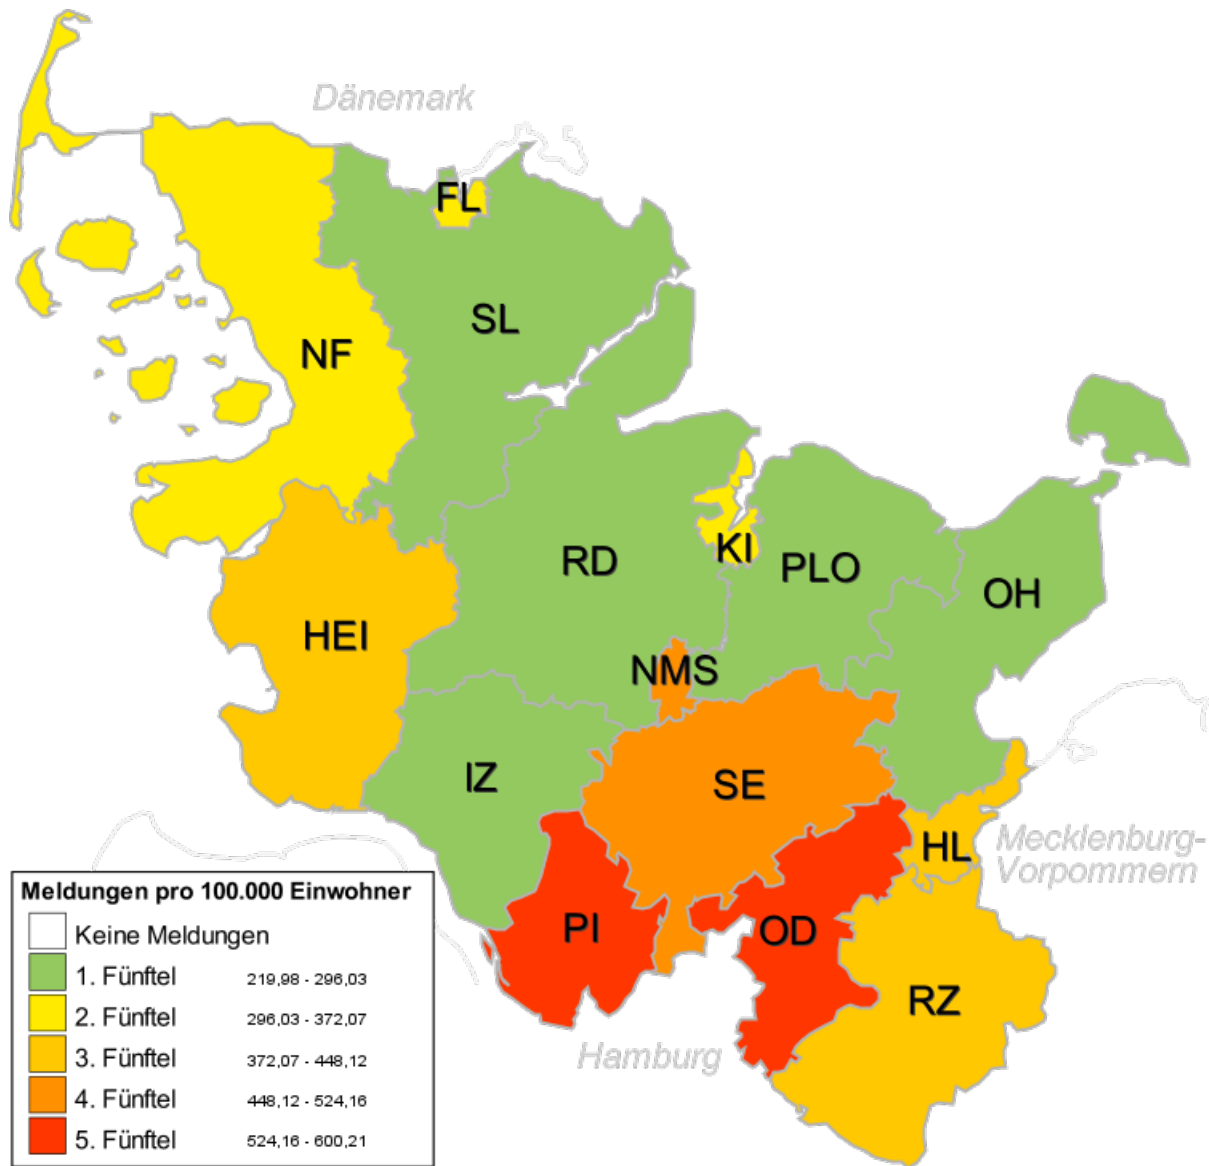 Dänemark
FL
SL
NF
RD
KI
PLO
OH
HEI
NMS
IZ
SE
HL
Mecklenburg-
Vorpommern
PI
OD
RZ
Hamburg
Meldungen pro 100.000 Einwohner
Keine Meldungen
1. Fünftel 219,98 - 296,03
2. Fünftel 296,03 - 372,07
3. Fünftel 372,07 - 448,12
4. Fünftel 448,12 - 524,16
5. Fünftel 524,16 - 600,21